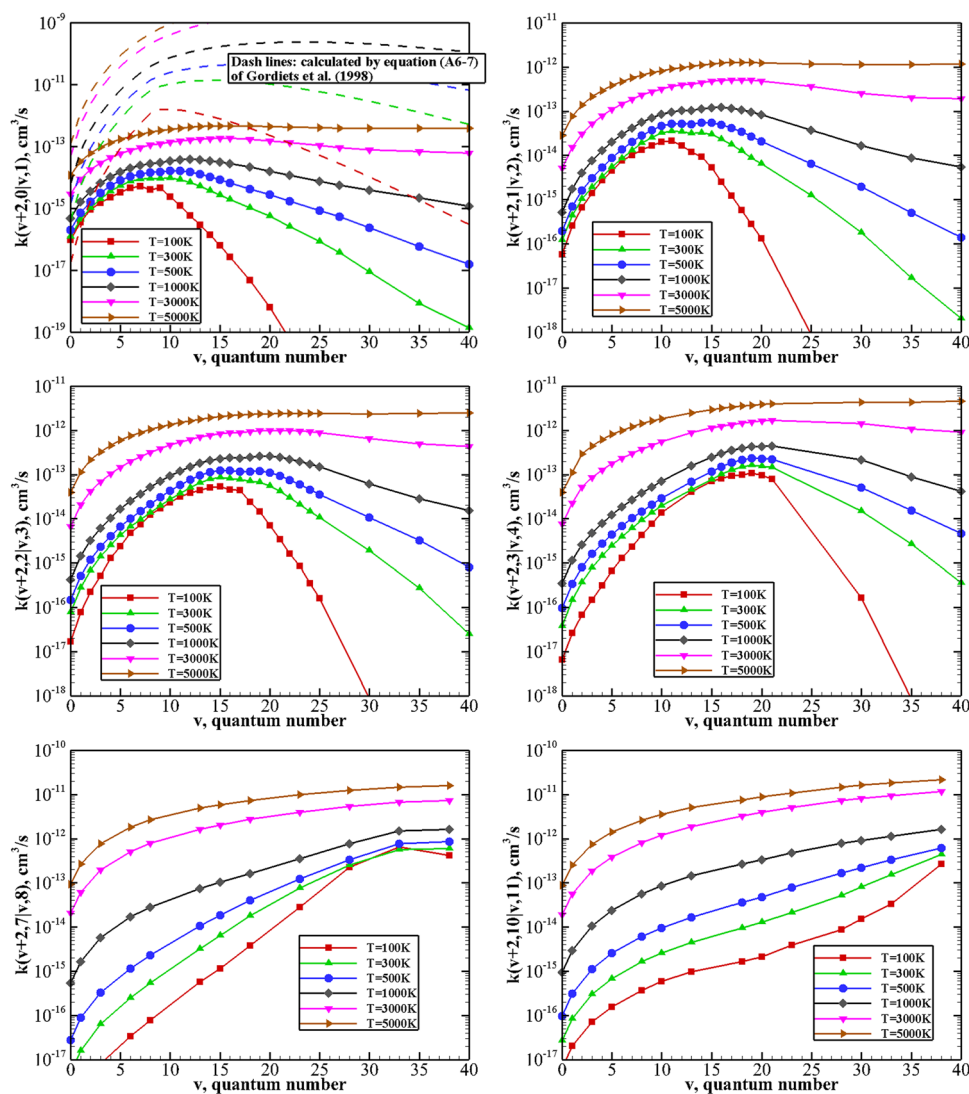 k(v+2,0|v,1), cm³/s
10⁻⁹
10⁻¹¹
10⁻¹³
10⁻¹⁵
10⁻¹⁷
10⁻¹⁹
Dash lines: calculated by equation (A6-7)
of Gordiets et al. (1998)
T=100K
T=300K
T=500K
T=1000K
T=3000K
T=5000K
0 5 10 15 20 25 30 35 40
v, quantum number
k(v+2,1|v,2), cm³/s
10⁻¹¹
10⁻¹²
10⁻¹³
10⁻¹⁴
10⁻¹⁵
10⁻¹⁶
10⁻¹⁷
10⁻¹⁸
T=100K
T=300K
T=500K
T=1000K
T=3000K
T=5000K
0 5 10 15 20 25 30 35 40
v, quantum number
k(v+2,2|v,3), cm³/s
10⁻¹¹
10⁻¹²
10⁻¹³
10⁻¹⁴
10⁻¹⁵
10⁻¹⁶
10⁻¹⁷
10⁻¹⁸
T=100K
T=300K
T=500K
T=1000K
T=3000K
T=5000K
0 5 10 15 20 25 30 35 40
v, quantum number
k(v+2,3|v,4), cm³/s
10⁻¹¹
10⁻¹²
10⁻¹³
10⁻¹⁴
10⁻¹⁵
10⁻¹⁶
10⁻¹⁷
10⁻¹⁸
T=100K
T=300K
T=500K
T=1000K
T=3000K
T=5000K
0 5 10 15 20 25 30 35 40
v, quantum number
k(v+2,7|v,8), cm³/s
10⁻¹⁰
10⁻¹¹
10⁻¹²
10⁻¹³
10⁻¹⁴
10⁻¹⁵
10⁻¹⁶
10⁻¹⁷
T=100K
T=300K
T=500K
T=1000K
T=3000K
T=5000K
0 5 10 15 20 25 30 35 40
v, quantum number
k(v+2,10|v,11), cm³/s
10⁻¹⁰
10⁻¹¹
10⁻¹²
10⁻¹³
10⁻¹⁴
10⁻¹⁵
10⁻¹⁶
10⁻¹⁷
T=100K
T=300K
T=500K
T=1000K
T=3000K
T=5000K
0 5 10 15 20 25 30 35 40
v, quantum number